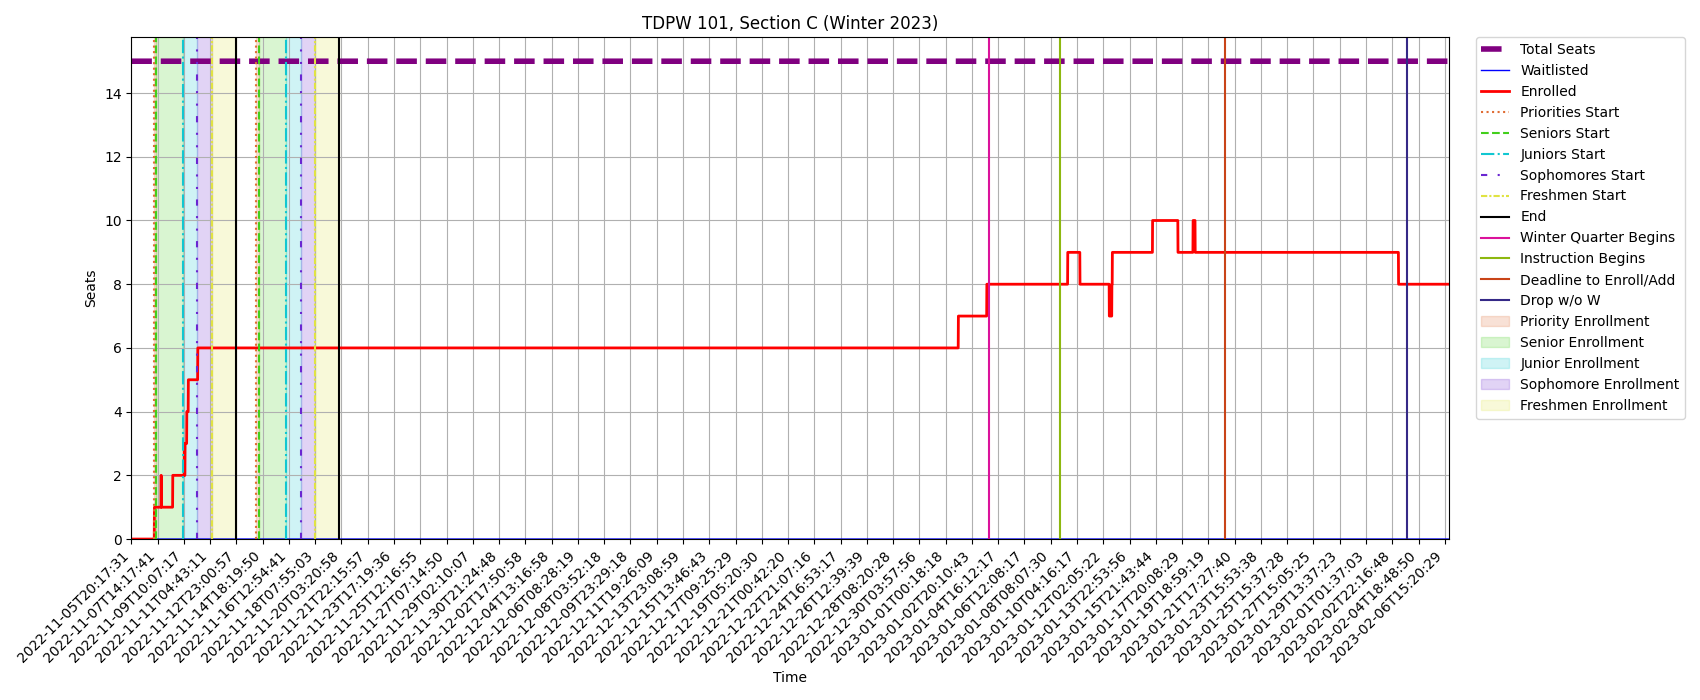 TDPW 101, Section C (Winter 2023)
Seats
14
12
10
8
6
4
2
0
2022-11-05T20:17:31
2022-11-07T14:17:41
2022-11-09T10:07:17
2022-11-11T04:43:11
2022-11-12T23:00:57
2022-11-14T18:19:50
2022-11-16T12:54:41
2022-11-18T07:55:03
2022-11-20T03:20:58
2022-11-21T22:15:57
2022-11-23T17:19:36
2022-11-25T12:16:55
2022-11-27T07:14:50
2022-11-29T02:10:07
2022-11-30T21:24:48
2022-12-02T17:50:58
2022-12-04T13:16:58
2022-12-06T08:28:19
2022-12-08T03:52:18
2022-12-09T23:29:18
2022-12-11T19:26:09
2022-12-13T13:08:59
2022-12-15T13:46:43
2022-12-17T09:25:29
2022-12-19T05:20:30
2022-12-21T00:42:20
2022-12-22T21:07:16
2022-12-24T16:53:17
2022-12-26T12:39:39
2022-12-28T08:20:28
2022-12-30T03:57:56
2023-01-01T00:18:18
2023-01-02T20:10:43
2023-01-04T16:12:17
2023-01-06T12:08:17
2023-01-08T08:07:30
2023-01-10T04:16:17
2023-01-12T02:05:22
2023-01-13T22:53:56
2023-01-15T21:43:44
2023-01-17T20:08:29
2023-01-19T18:59:19
2023-01-21T17:27:40
2023-01-23T15:53:38
2023-01-25T15:37:28
2023-01-27T15:05:25
2023-01-29T13:37:23
2023-02-01T01:37:03
2023-02-02T22:16:48
2023-02-04T18:48:50
2023-02-06T15:20:29
Time
Total Seats
Waitlisted
Enrolled
Priorities Start
Seniors Start
Juniors Start
Sophomores Start
Freshmen Start
End
Winter Quarter Begins
Instruction Begins
Deadline to Enroll/Add
Drop w/o W
Priority Enrollment
Senior Enrollment
Junior Enrollment
Sophomore Enrollment
Freshmen Enrollment